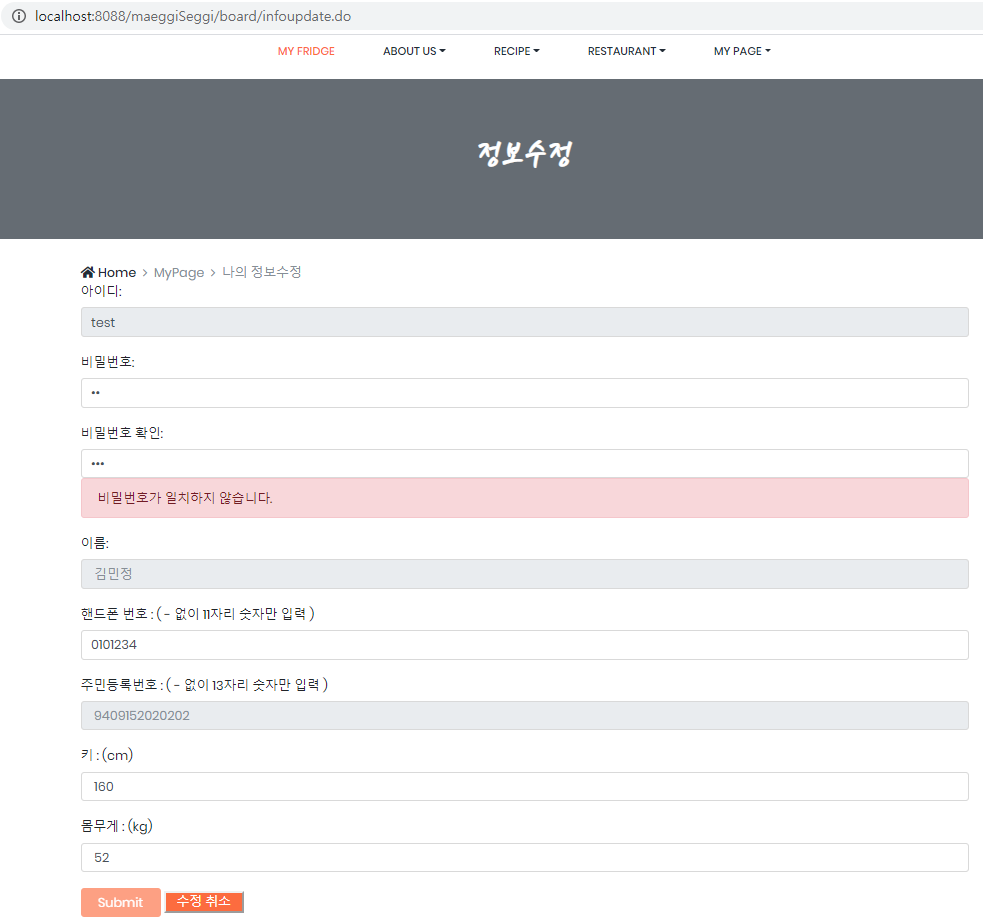 localhost:8088/maeggiSeggi/board/infoupdate.do
MY FRIDGE ABOUT US RECIPE RESTAURANT MY PAGE
정보수정
Home > MyPage > 나의 정보수정
아이디:
test
비밀번호:
••
비밀번호 확인:
•••
비밀번호가 일치하지 않습니다.
이름:
김민정
핸드폰 번호 : ( - 없이 11자리 숫자만 입력 )
0101234
주민등록번호 : ( - 없이 13자리 숫자만 입력 )
9409152020202
키 : (cm)
160
몸무게 : (kg)
52
Submit 수정 취소